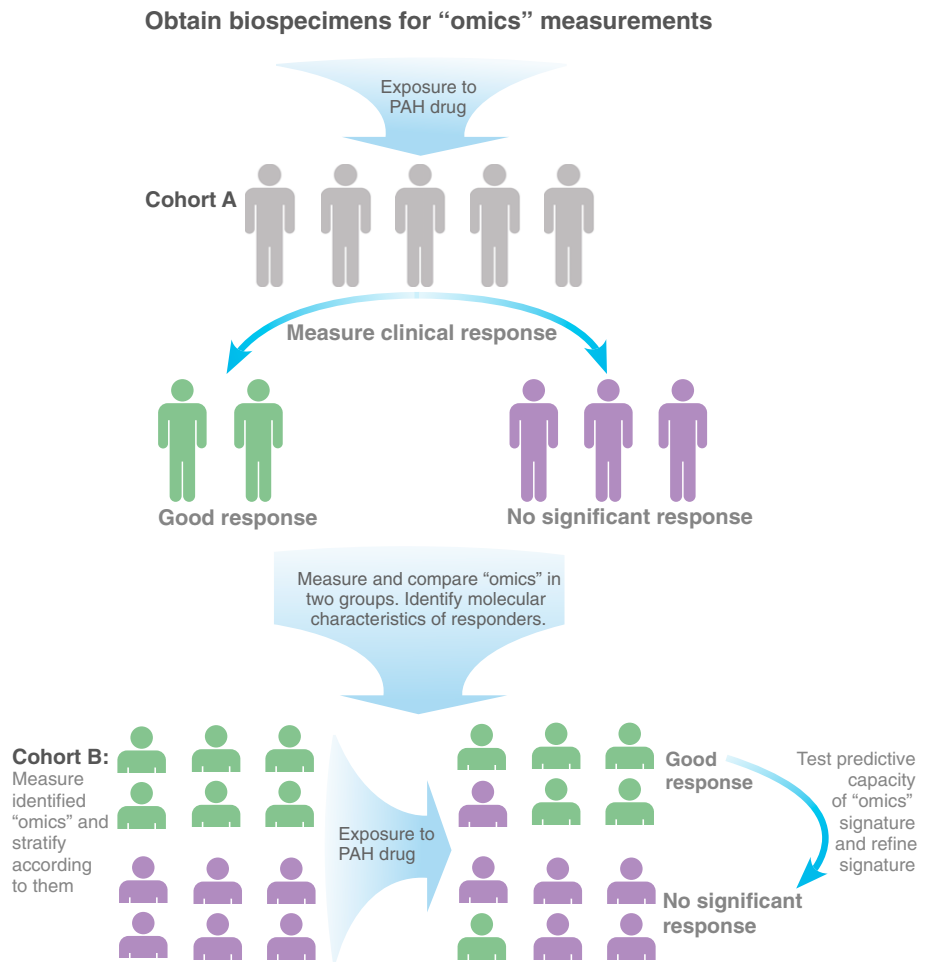 Obtain biospecimens for “omics” measurements
Exposure to
PAH drug
Cohort A
Measure clinical response
Good response
No significant response
Measure and compare “omics” in
two groups. Identify molecular
characteristics of responders.
Cohort B:
Measure
identified
“omics” and
stratify
according
to them
Exposure to
PAH drug
Good
response
No significant
response
Test predictive
capacity
of “omics”
signature
and refine
signature